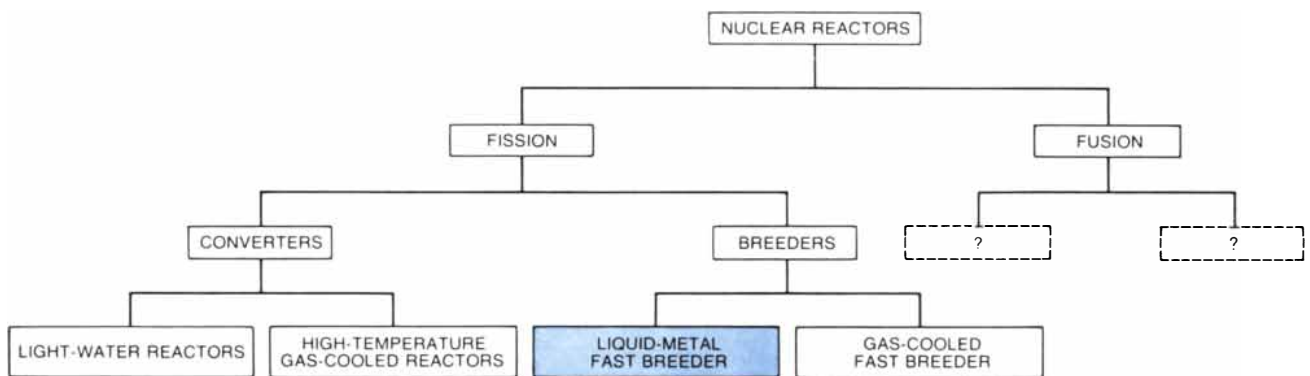 NUCLEAR REACTORS
FISSION
FUSION
CONVERTERS
BREEDERS
?
?
LIGHT-WATER REACTORS
HIGH-TEMPERATURE
GAS-COOLED REACTORS
LIQUID-METAL
FAST BREEDER
GAS-COOLED
FAST BREEDER